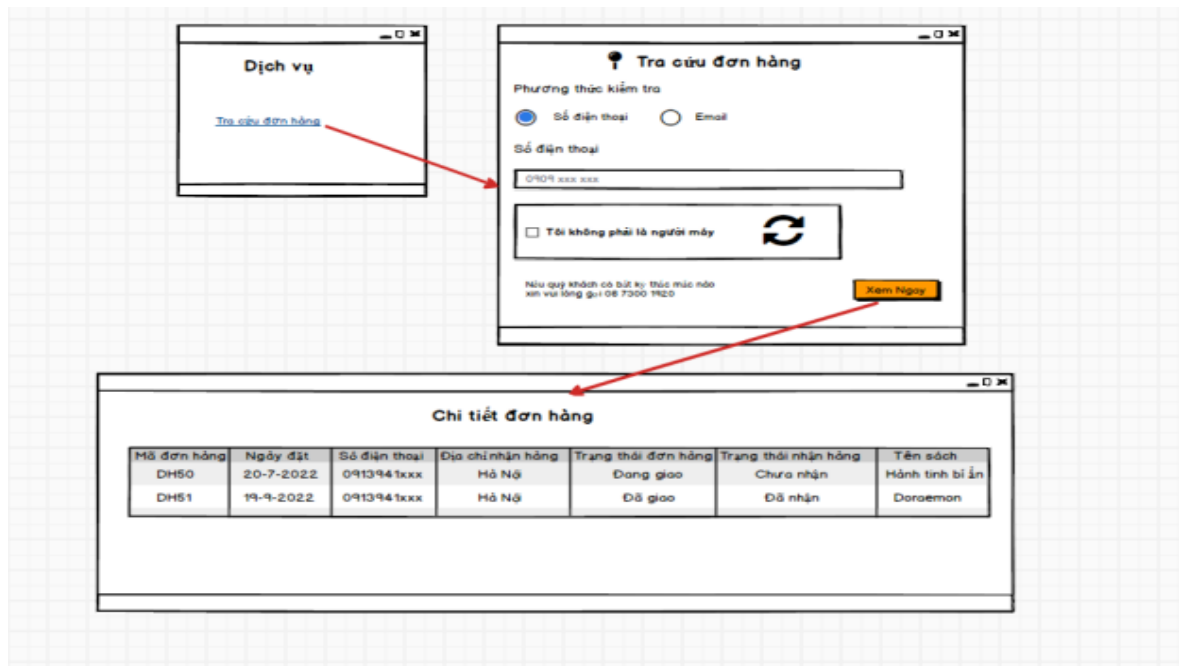 Dịch vụ
Tra cứu đơn hàng
Tra cứu đơn hàng
Phương thức kiểm tra
Số điện thoại Email
Số điện thoại
0909 xxx xxx
Tôi không phải là người máy
Nếu quý khách có bất kỳ thắc mắc nào
xin vui lòng gọi 08 7300 1920
Xem Ngay
Chi tiết đơn hàng
Mã đơn hàng Ngày đặt Số điện thoại Địa chỉ nhận hàng Trạng thái đơn hàng Trạng thái nhận hàng Tên sách
DH50 20-7-2022 0913941xxx Hà Nội Đang giao Chưa nhận Hành tinh bí ẩn
DH51 19-9-2022 0913941xxx Hà Nội Đã giao Đã nhận Doraemon